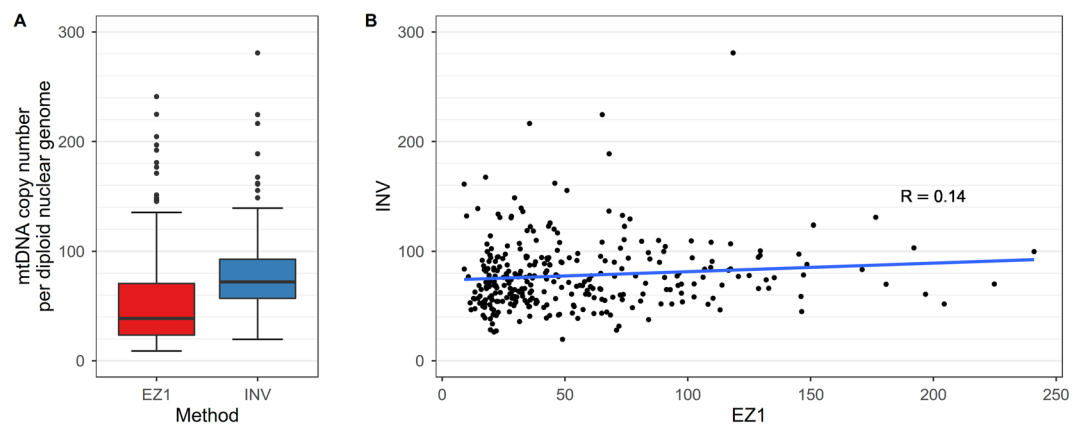 A
mtDNA copy number
per diploid nuclear genome
300
200
100
0
EZ1
INV
Method
B
INV
300
200
100
0
R = 0.14
0
50
100
150
200
250
EZ1